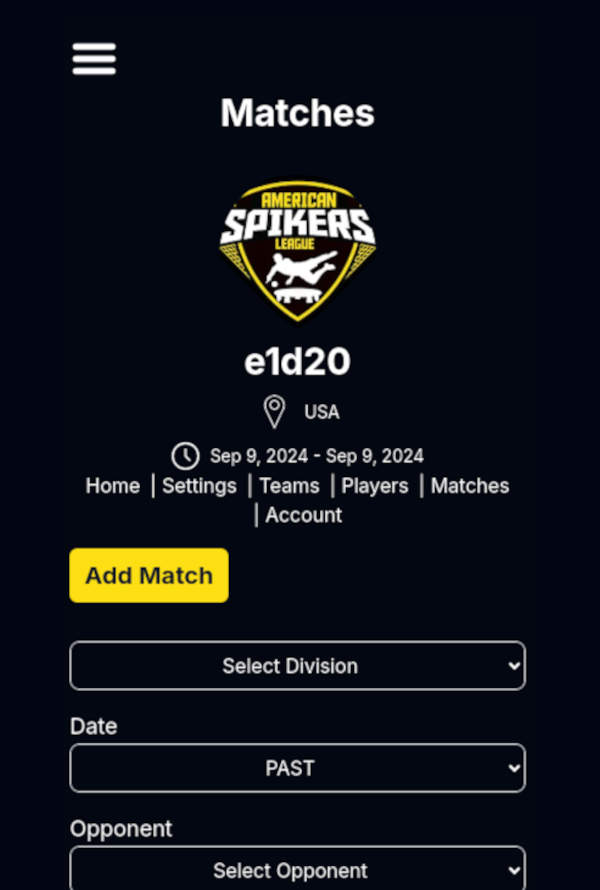 Matches
AMERICAN
SPIKERS
LEAGUE
e1d20
USA
Sep 9, 2024 - Sep 9, 2024
Home | Settings | Teams | Players | Matches
| Account
Add Match
Select Division
Date
PAST
Opponent
Select Opponent